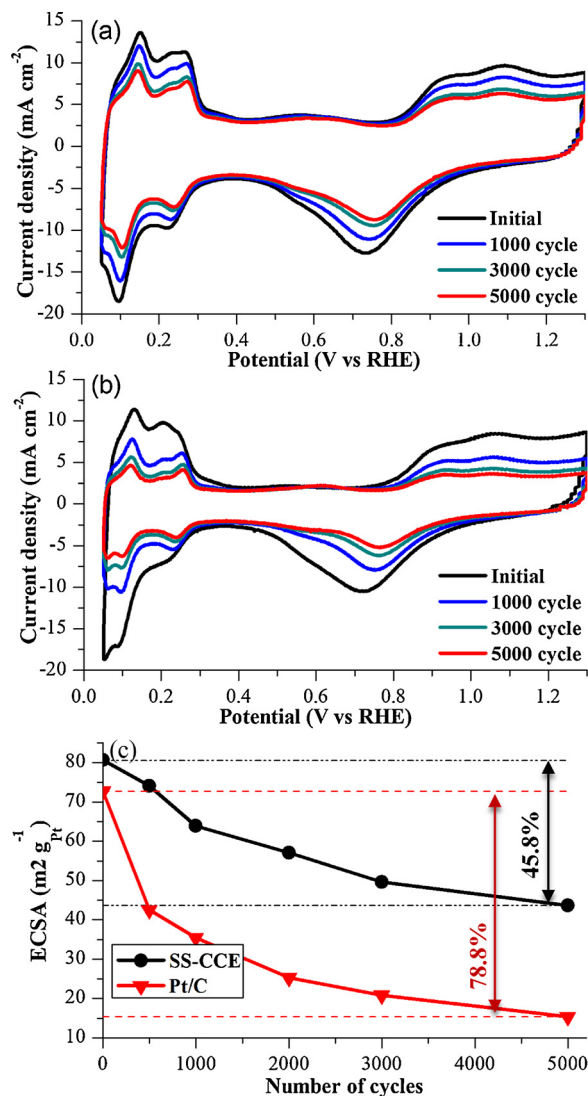 (a)
Current density (mA cm-2)
15
10
5
0
-5
-10
-15
-20
Initial
1000 cycle
3000 cycle
5000 cycle
0.0 0.2 0.4 0.6 0.8 1.0 1.2
Potential (V vs RHE)
(b)
Current density (mA cm-2)
15
10
5
0
-5
-10
-15
-20
Initial
1000 cycle
3000 cycle
5000 cycle
0.0 0.2 0.4 0.6 0.8 1.0 1.2
Potential (V vs RHE)
(c)
ECSA (m2 gPt-1)
80
70
60
50
40
30
20
10
45.8%
78.8%
SS-CCE
Pt/C
0 1000 2000 3000 4000 5000
Number of cycles